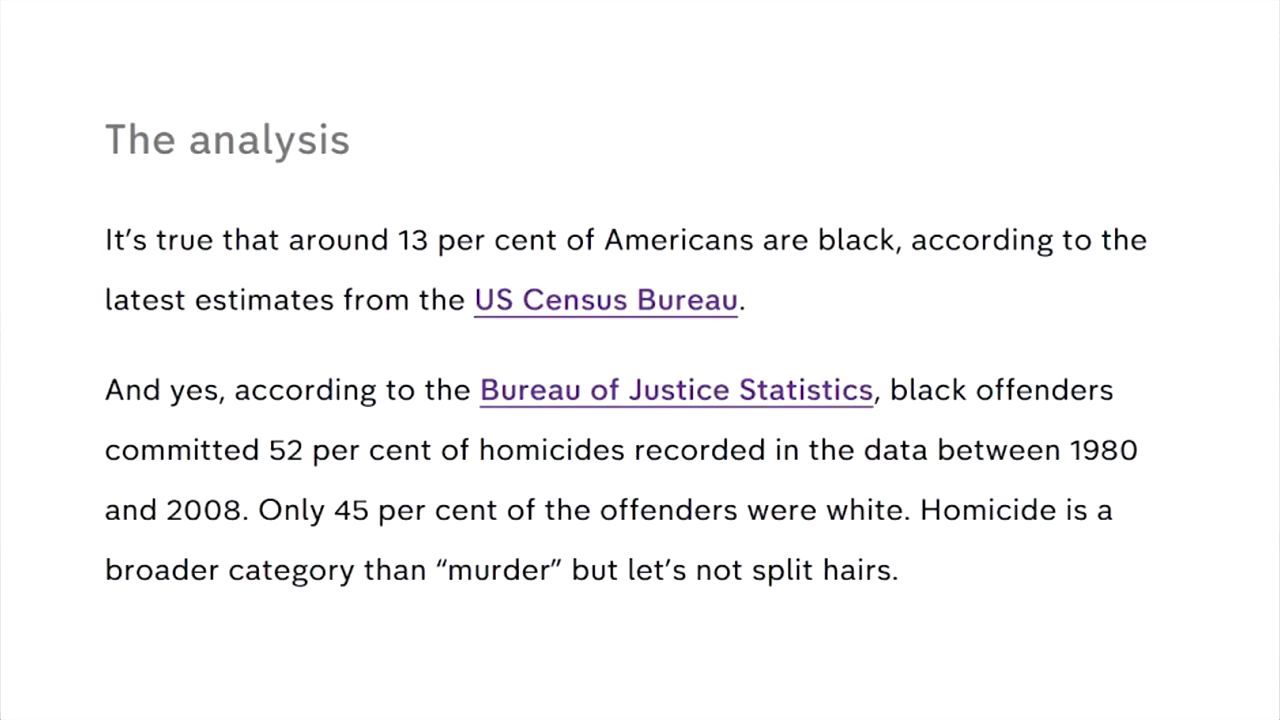 The analysis
It’s true that around 13 per cent of Americans are black, according to the
latest estimates from the US Census Bureau.
And yes, according to the Bureau of Justice Statistics, black offenders
committed 52 per cent of homicides recorded in the data between 1980
and 2008. Only 45 per cent of the offenders were white. Homicide is a
broader category than “murder” but let’s not split hairs.